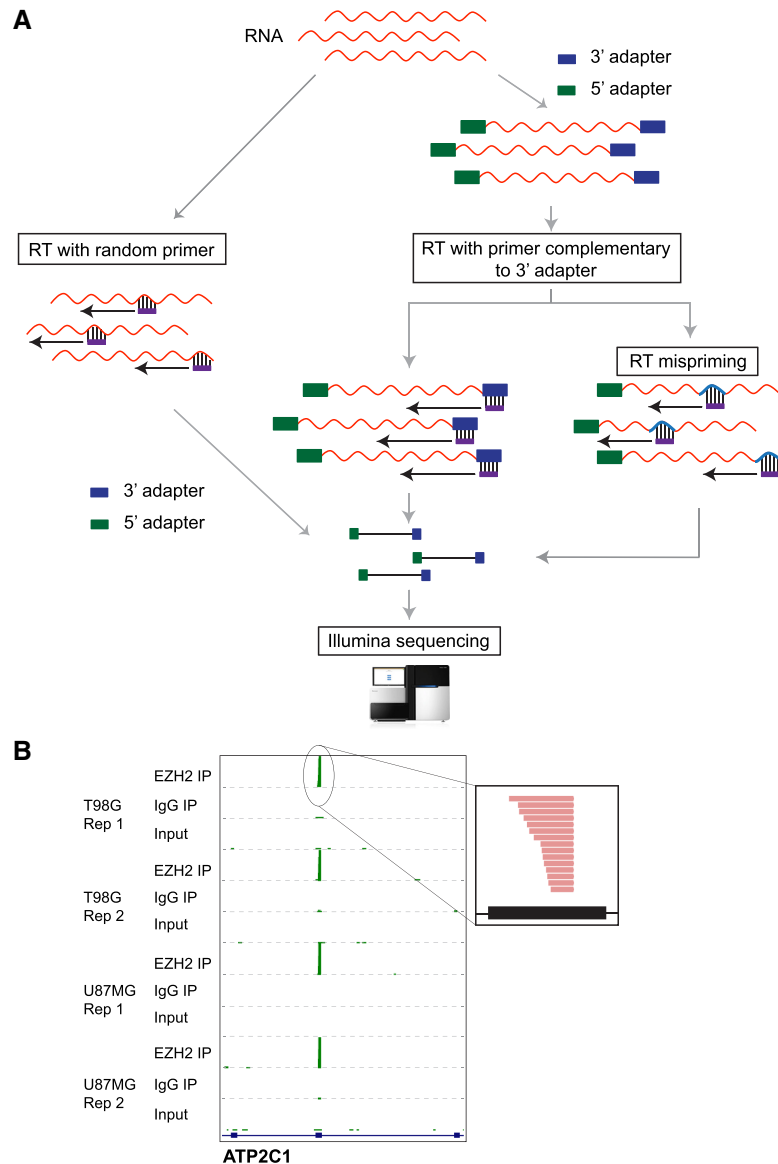 A
RNA
3’ adapter
5’ adapter
RT with random primer
RT with primer complementary
to 3’ adapter
RT mispriming
3’ adapter
5’ adapter
Illumina sequencing
B
T98G
Rep 1
EZH2 IP
IgG IP
Input
T98G
Rep 2
EZH2 IP
IgG IP
Input
U87MG
Rep 1
EZH2 IP
IgG IP
Input
U87MG
Rep 2
EZH2 IP
IgG IP
Input
ATP2C1